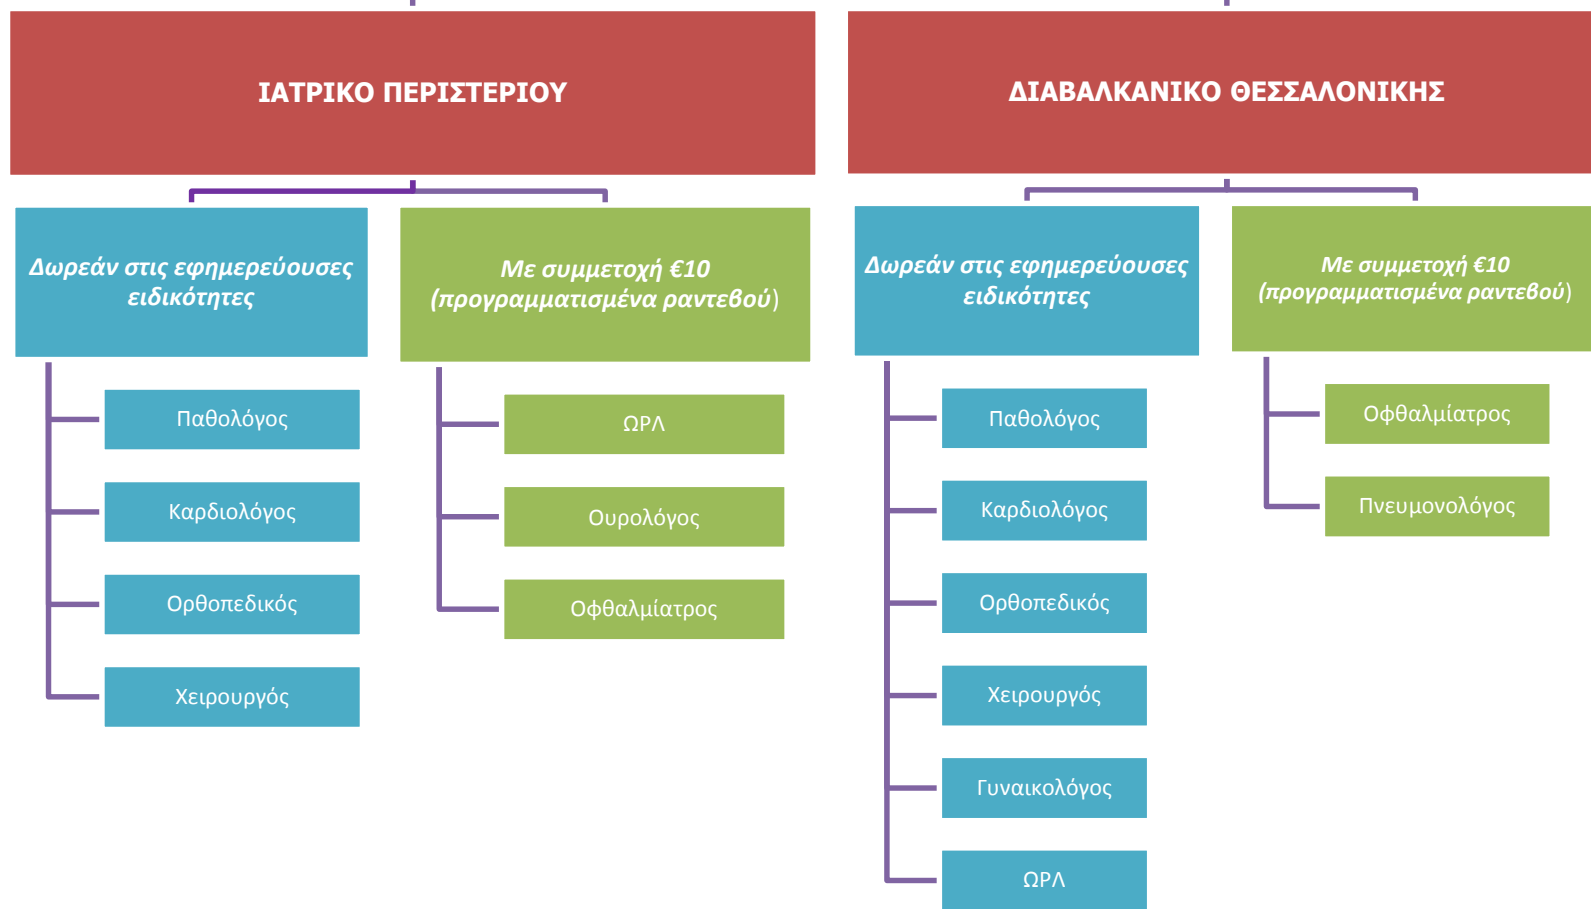 ΙΑΤΡΙΚΟ ΠΕΡΙΣΤΕΡΙΟΥ
Δωρεάν στις εφημερεύουσες
ειδικότητες
Παθολόγος
Καρδιολόγος
Ορθοπεδικός
Χειρουργός
Με συμμετοχή €10
(προγραμματισμένα ραντεβού)
ΩΡΛ
Ουρολόγος
Οφθαλμίατρος
ΔΙΑΒΑΛΚΑΝΙΚΟ ΘΕΣΣΑΛΟΝΙΚΗΣ
Δωρεάν στις εφημερεύουσες
ειδικότητες
Παθολόγος
Καρδιολόγος
Ορθοπεδικός
Χειρουργός
Γυναικολόγος
ΩΡΛ
Με συμμετοχή €10
(προγραμματισμένα ραντεβού)
Οφθαλμίατρος
Πνευμονολόγος